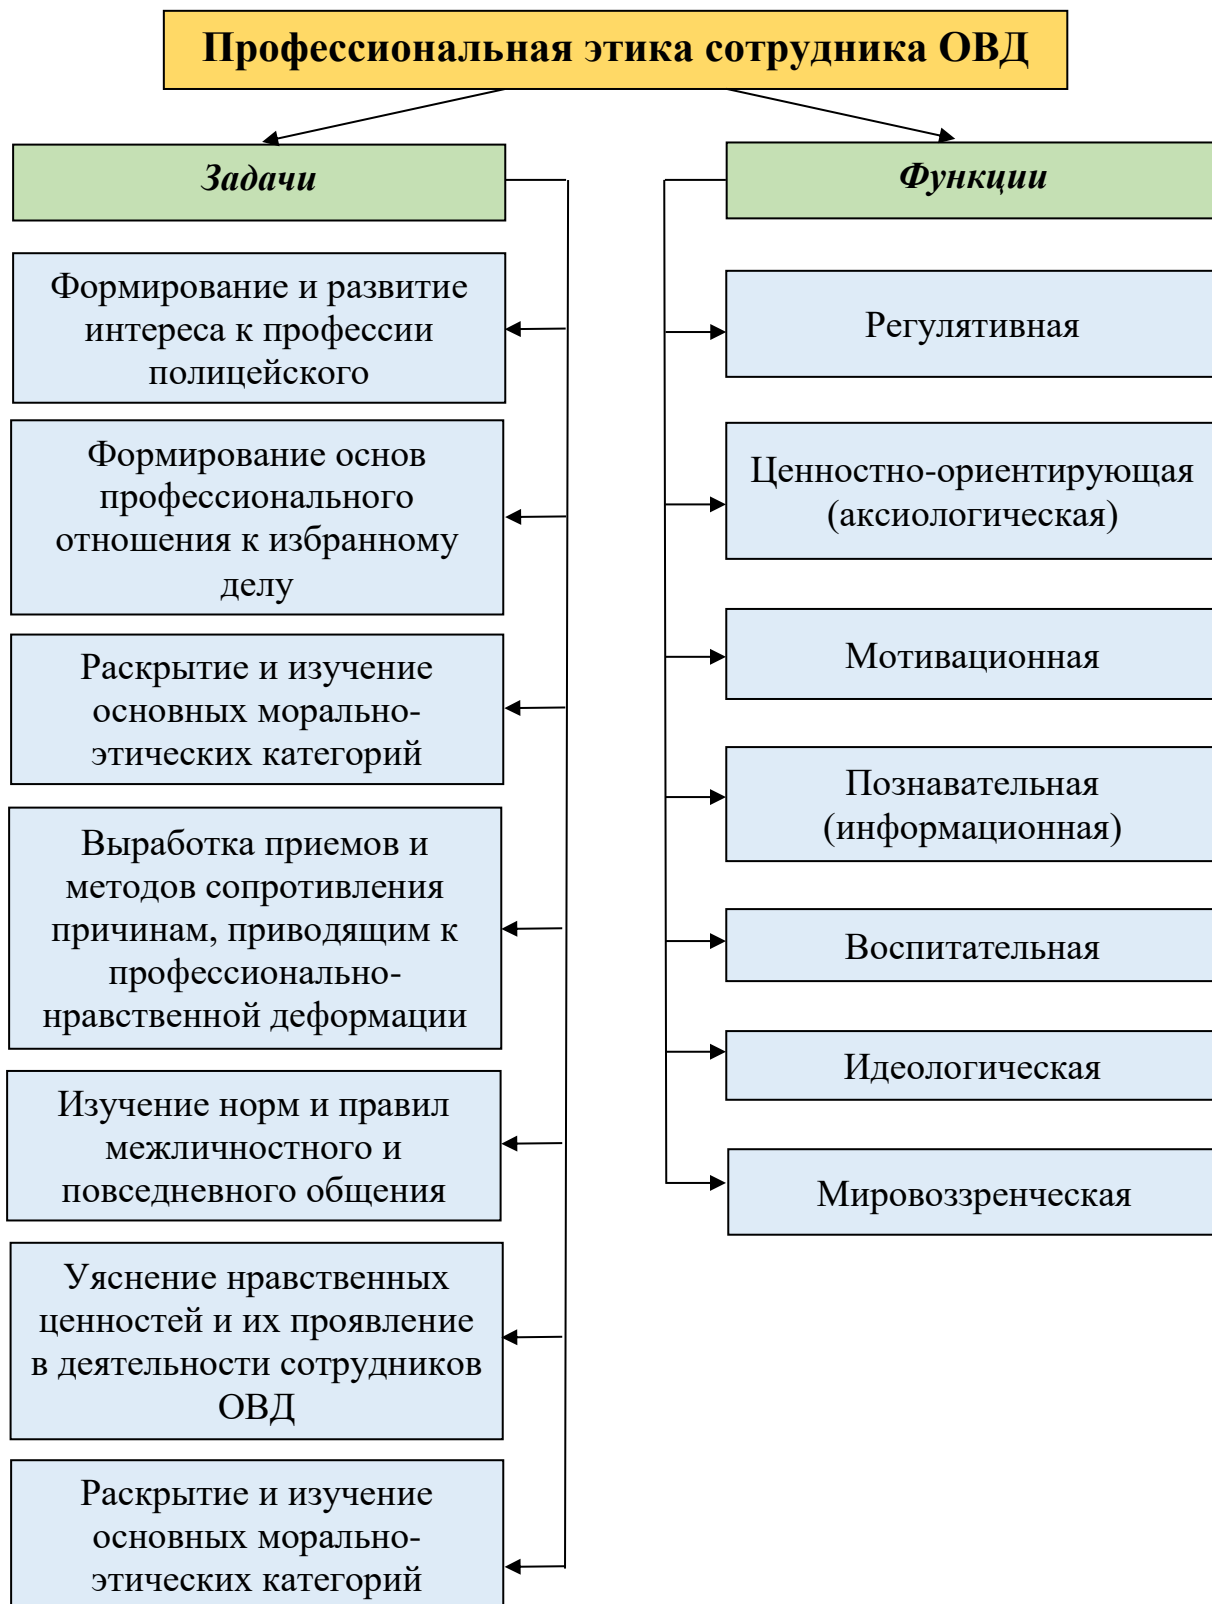 Профессиональная этика сотрудника ОВД
Задачи
Формирование и развитие
интереса к профессии
полицейского
Формирование основ
профессионального
отношения к избранному
делу
Раскрытие и изучение
основных морально-
этических категорий
Выработка приемов и
методов сопротивления
причинам, приводящим к
профессионально-
нравственной деформации
Изучение норм и правил
межличностного и
повседневного общения
Уяснение нравственных
ценностей и их проявление
в деятельности сотрудников
ОВД
Раскрытие и изучение
основных морально-
этических категорий
Функции
Регулятивная
Ценностно-ориентирующая
(аксиологическая)
Мотивационная
Познавательная
(информационная)
Воспитательная
Идеологическая
Мировоззренческая